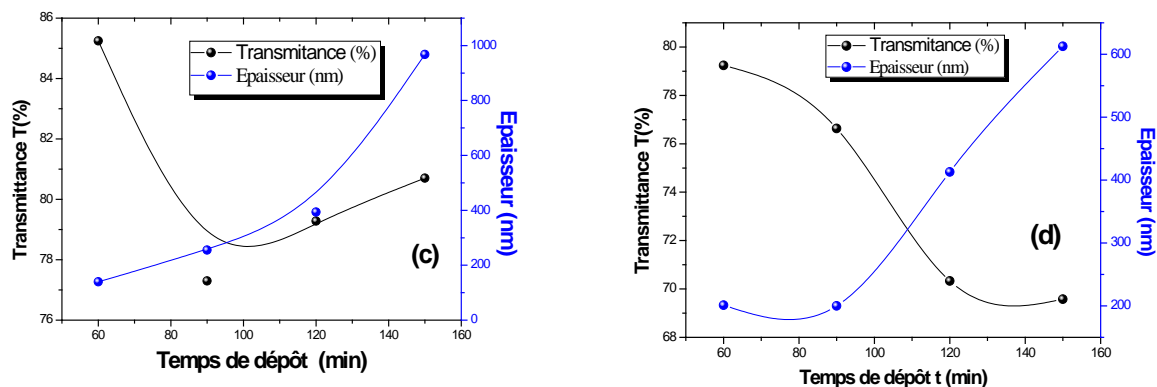 Transmitance (%)
Epaisseur (nm)
Transmittance T(%)
86
84
82
80
78
76
1000
800
600
400
200
0
Epaisseur (nm)
(c)
60 80 100 120 140 160
Temps de dépôt (min)
Transmitance (%)
Epaisseur (nm)
Transmittance T(%)
80
78
76
74
72
70
68
600
500
400
300
200
Epaisseur (nm)
(d)
60 80 100 120 140 160
Temps de dépôt t (min)